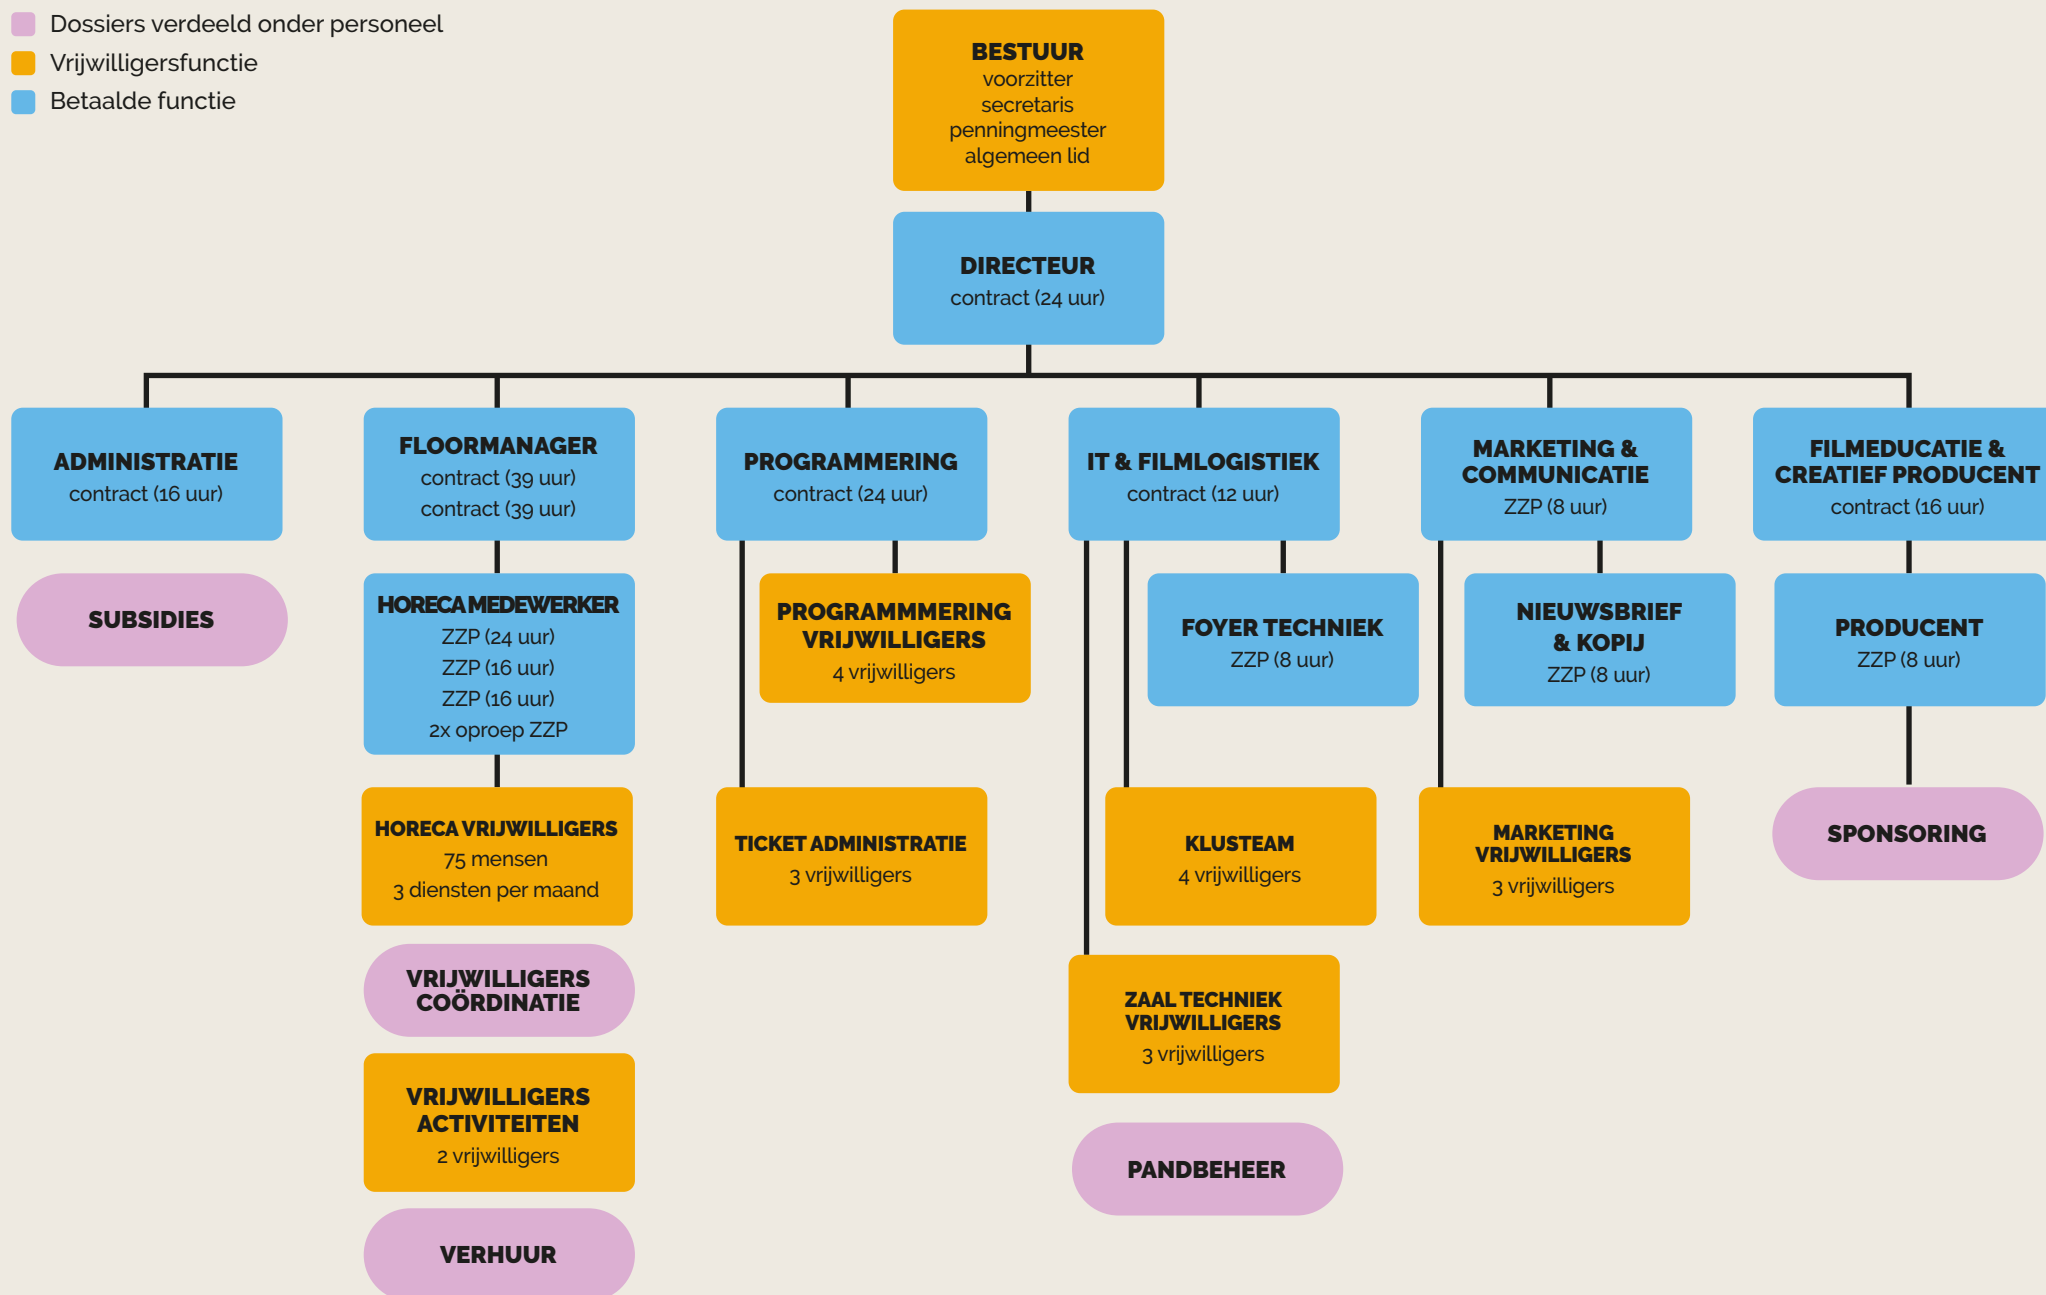 Dossiers verdeeld onder personeel
Vrijwilligersfunctie
Betaalde functie
BESTUUR
voorzitter
secretaris
penningmeester
algemeen lid
DIRECTEUR
contract (24 uur)
ADMINISTRATIE
contract (16 uur)
FLOORMANAGER
contract (39 uur)
contract (39 uur)
PROGRAMMERING
contract (24 uur)
IT & FILMLOGISTIEK
contract (12 uur)
MARKETING &
COMMUNICATIE
ZZP (8 uur)
FILMEDUCATIE &
CREATIEF PRODUCENT
contract (16 uur)
SUBSIDIES
HORECA MEDEWERKER
ZZP (24 uur)
ZZP (16 uur)
ZZP (16 uur)
2x oproep ZZP
PROGRAMMMERING
VRIJWILLIGERS
4 vrijwilligers
FOYER TECHNIEK
ZZP (8 uur)
NIEUWSBRIEF
& KOPIJ
ZZP (8 uur)
PRODUCENT
ZZP (8 uur)
HORECA VRIJWILLIGERS
75 mensen
3 diensten per maand
TICKET ADMINISTRATIE
3 vrijwilligers
KLUSTEAM
4 vrijwilligers
MARKETING
VRIJWILLIGERS
3 vrijwilligers
SPONSORING
VRIJWILLIGERS
COÖRDINATIE
ZAAL TECHNIEK
VRIJWILLIGERS
3 vrijwilligers
VRIJWILLIGERS
ACTIVITEITEN
2 vrijwilligers
PANDBEHEER
VERHUUR